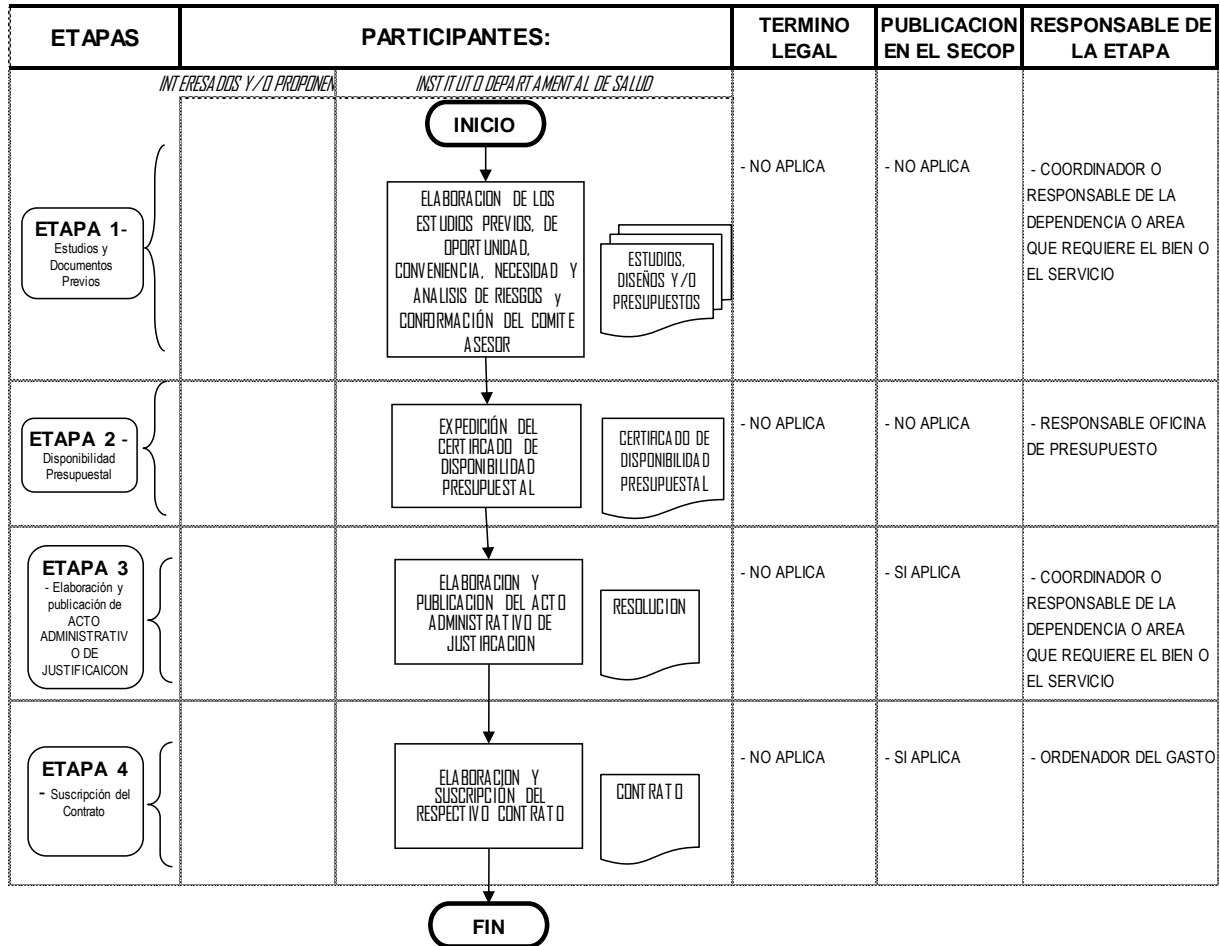 ETAPAS
PARTICIPANTES:
TERMINO
LEGAL
PUBLICACION
EN EL SECOP
RESPONSABLE DE
LA ETAPA
INTERESADOS Y/O PROPONEN
INSTITUTO DEPARTAMENTAL DE SALUD
INICIO
ETAPA 1-
Estudios y
Documentos
Previos
ELABORACION DE LOS
ESTUDIOS PREVIOS, DE
OPORTUNIDAD,
CONVENIENCIA, NECESIDAD Y
ANALISIS DE RIESGOS y
CONFORMACIÓN DEL COMITE
ASESOR
ESTUDIOS,
DISEÑOS Y/O
PRESUPUESTOS
- NO APLICA
- NO APLICA
- COORDINADOR O
RESPONSABLE DE LA
DEPENDENCIA O AREA
QUE REQUIERE EL BIEN O
EL SERVICIO
ETAPA 2 -
Disponibilidad
Presupuestal
EXPEDICIÓN DEL
CERTIFICADO DE
DISPONIBILIDAD
PRESUPUESTAL
CERTIFICADO DE
DISPONIBILIDAD
PRESUPUESTAL
- NO APLICA
- NO APLICA
- RESPONSABLE OFICINA
DE PRESUPUESTO
ETAPA 3
- Elaboración y
publicación de
ACTO
ADMINISTRATIV
O DE
JUSTIFICAICON
ELABORACION Y
PUBLICACION DEL ACTO
ADMINISTRATIVO DE
JUSTIFICACION
RESOLUCION
- NO APLICA
- SI APLICA
- COORDINADOR O
RESPONSABLE DE LA
DEPENDENCIA O AREA
QUE REQUIERE EL BIEN O
EL SERVICIO
ETAPA 4
- Suscripción del
Contrato
ELABORACION Y
SUSCRIPCIÓN DEL
RESPECTIVO CONTRATO
CONTRATO
- NO APLICA
- SI APLICA
- ORDENADOR DEL GASTO
FIN